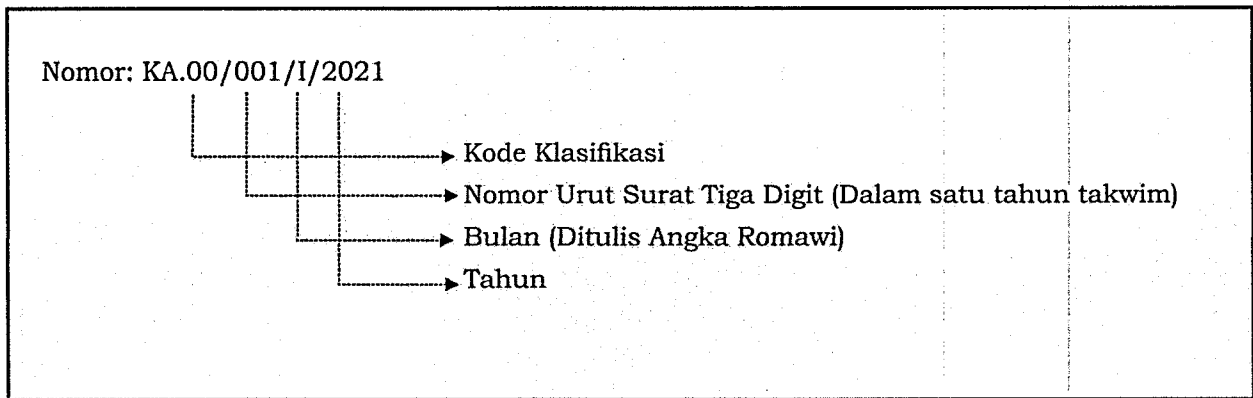 Nomor: KA.00/001/I/2021
Kode Klasifikasi
Nomor Urut Surat Tiga Digit (Dalam satu tahun takwim)
Bulan (Ditulis Angka Romawi)
Tahun